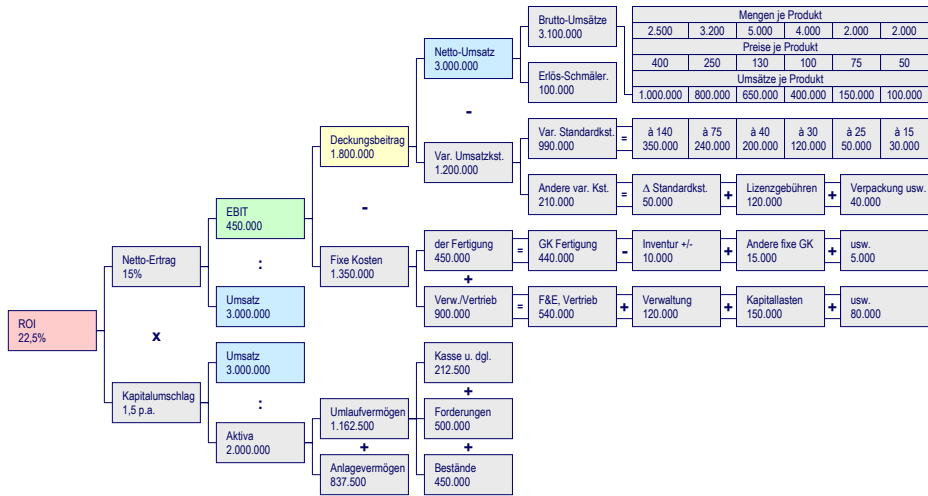 Brutto-Umsätze
3.100.000
Mengen je Produkt
2.500 3.200 5.000 4.000 2.000 2.000
Preise je Produkt
400 250 130 100 75 50
Umsätze je Produkt
1.000.000 800.000 650.000 400.000 150.000 100.000
Netto-Umsatz
3.000.000
Erlös-Schmäler.
100.000
-
Deckungsbeitrag
1.800.000
Var. Umsatzkst.
1.200.000
Var. Standardkst.
990.000
=
à 140 à 75 à 40 à 30 à 25 à 15
350.000 240.000 200.000 120.000 50.000 30.000
Andere var. Kst.
210.000
=
Δ Standardkst.
50.000
+
Lizenzgebühren
120.000
+
Verpackung usw.
40.000
-
EBIT
450.000
Fixe Kosten
1.350.000
der Fertigung
450.000
=
GK Fertigung
440.000
-
Inventur +/-
10.000
+
Andere fixe GK
15.000
+
usw.
5.000
+
Verw./Vertrieb
900.000
=
F&E, Vertrieb
540.000
+
Verwaltung
120.000
+
Kapitallasten
150.000
+
usw.
80.000
Netto-Ertrag
15%
:
Umsatz
3.000.000
ROI
22,5%
x
Umsatz
3.000.000
Kapitalumschlag
1,5 p.a.
:
Aktiva
2.000.000
Umlaufvermögen
1.162.500
+
Anlagevermögen
837.500
Kasse u. dgl.
212.500
+
Forderungen
500.000
+
Bestände
450.000